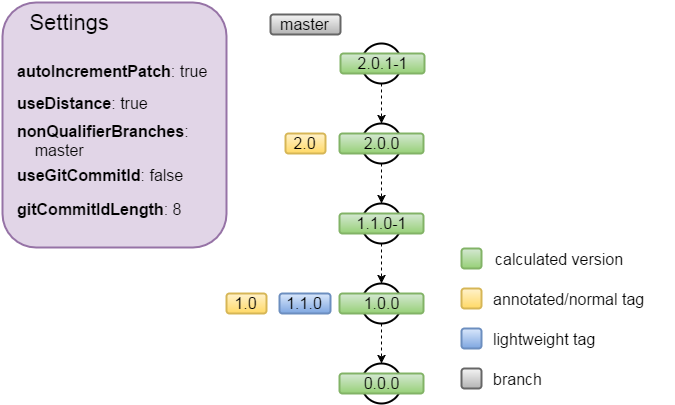 Settings
autoIncrementPatch: true
useDistance: true
nonQualifierBranches:
master
useGitCommitId: false
gitCommitIdLength: 8
master
2.0.1-1
2.0 2.0.0
1.1.0-1
1.0 1.1.0 1.0.0
0.0.0
calculated version
annotated/normal tag
lightweight tag
branch